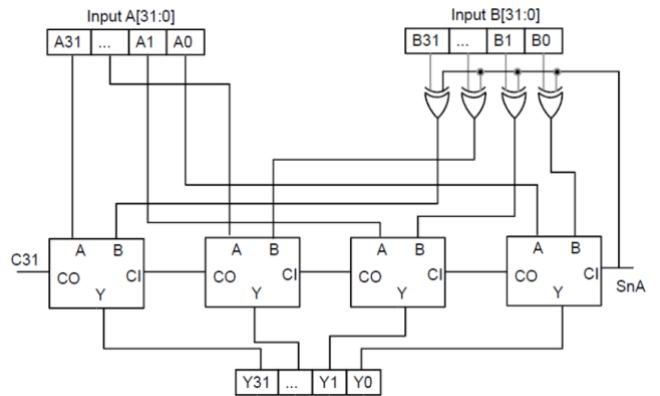 Input A[31:0]
Input B[31:0]
A31 ... A1 A0
B31 ... B1 B0
A B
A B
A B
A B
C31
CO CI
CO CI
CO CI
CO CI
Y
Y
Y
Y
SnA
Y31 ... Y1 Y0